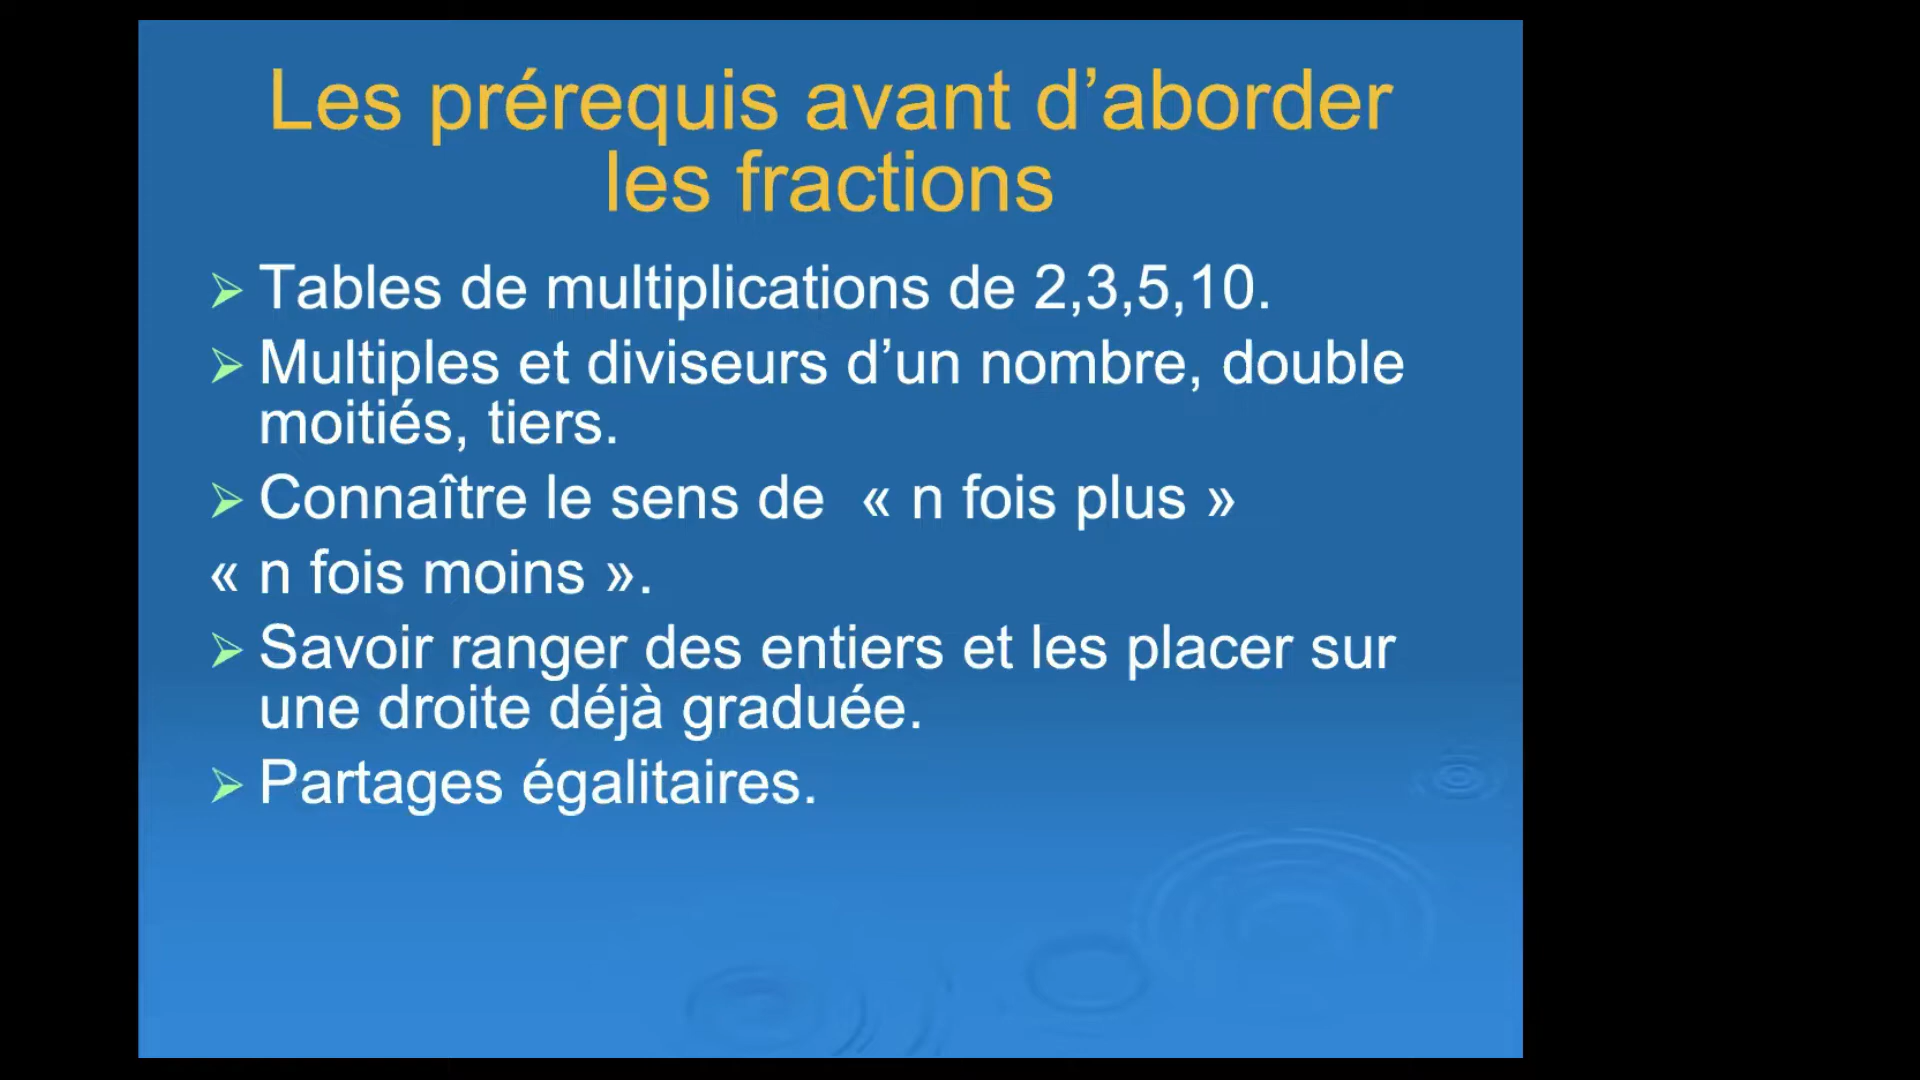 Les prérequis avant d’aborder
les fractions
Tables de multiplications de 2,3,5,10.
Multiples et diviseurs d’un nombre, double
moitiés, tiers.
Connaître le sens de  « n fois plus »
« n fois moins ».
Savoir ranger des entiers et les placer sur
une droite déjà graduée.
Partages égalitaires.